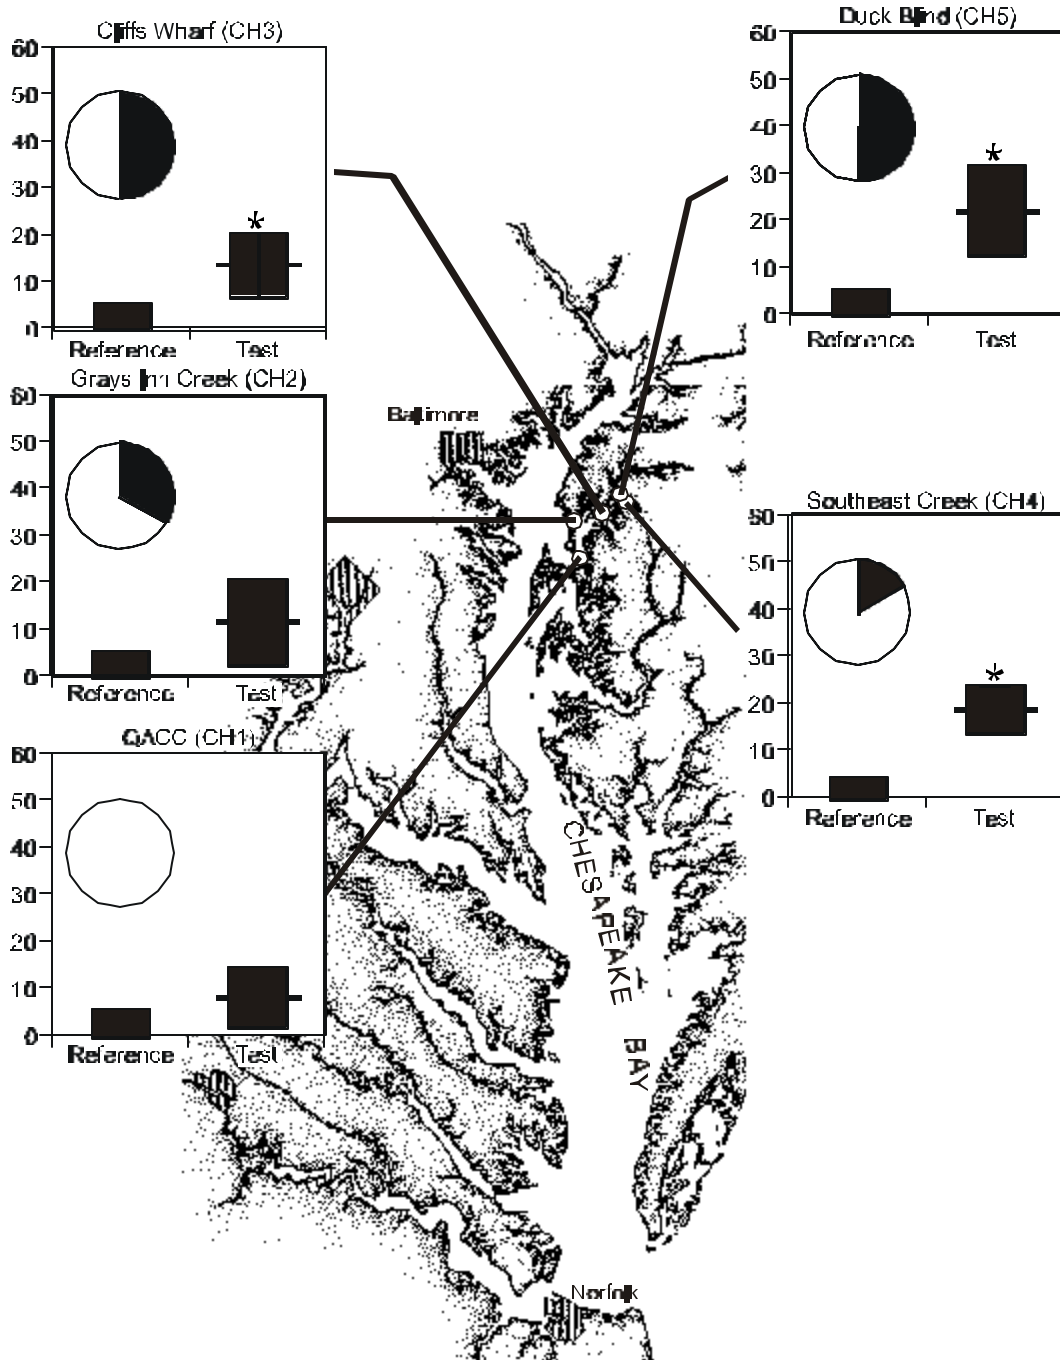 Cliffs Wharf (CH3)
60
50
40
30
20
10
0
Reference Test
Grays Inn Creek (CH2)
60
50
40
30
20
10
0
Reference Test
QACC (CH1)
60
50
40
30
20
10
0
Reference Test
Duck Blind (CH5)
60
50
40
30
20
10
0
Reference Test
Southeast Creek (CH4)
60
50
40
30
20
10
0
Reference Test
*
*
*
Baltimore
CHESAPEAKE BAY
Norfolk